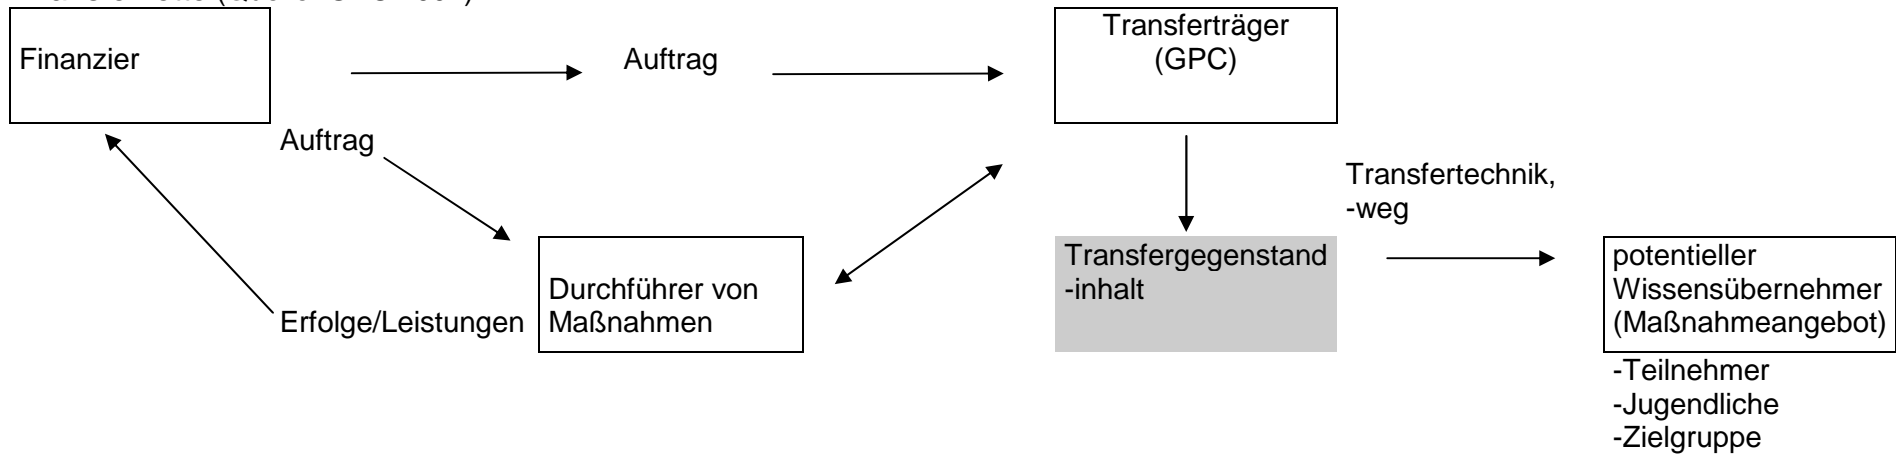 Transferträger
(GPC)
Finanzier
Auftrag
Auftrag
Transfertechnik,
-weg
Transfergegenstand
-inhalt
potentieller
Wissensübernehmer
(Maßnahmeangebot)
Durchführer von
Maßnahmen
Erfolge/Leistungen
-Teilnehmer
-Jugendliche
-Zielgruppe